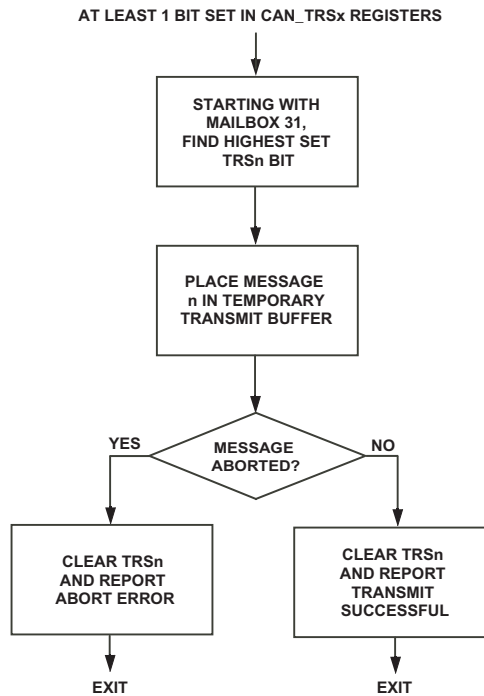 AT LEAST 1 BIT SET IN CAN_TRSx REGISTERS
STARTING WITH
MAILBOX 31,
FIND HIGHEST SET
TRSn BIT
PLACE MESSAGE
n IN TEMPORARY
TRANSMIT BUFFER
YES
MESSAGE
ABORTED?
NO
CLEAR TRSn
AND REPORT
ABORT ERROR
CLEAR TRSn
AND REPORT
TRANSMIT
SUCCESSFUL
EXIT
EXIT